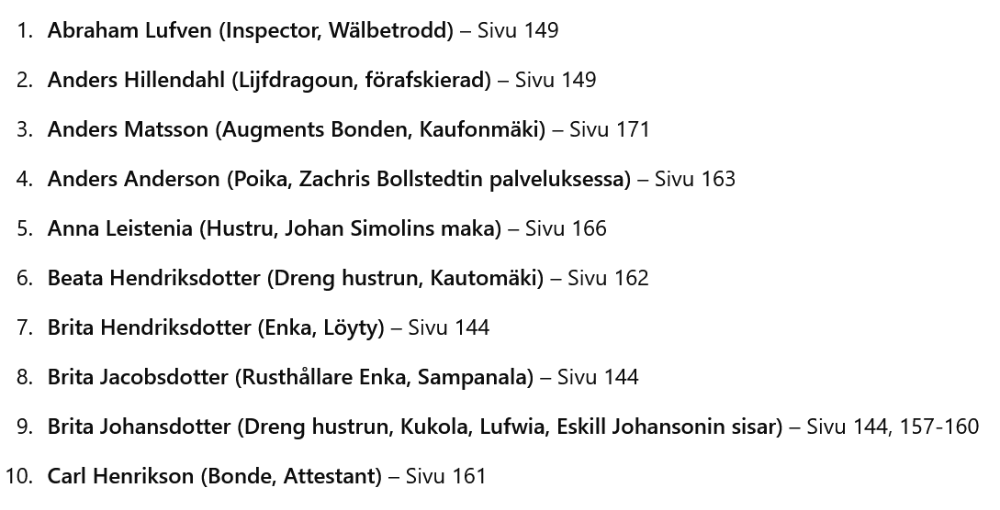 1. Abraham Lufven (Inspector, Wälbetrodd) – Sivu 149
2. Anders Hillendahl (Lijfdragoun, förafskierad) – Sivu 149
3. Anders Matsson (Augments Bonden, Kaufonmäki) – Sivu 171
4. Anders Anderson (Poika, Zachris Bollstedtin palveluksessa) – Sivu 163
5. Anna Leistenia (Hustru, Johan Simolins maka) – Sivu 166
6. Beata Hendriksdotter (Dreng hustrun, Kautomäki) – Sivu 162
7. Brita Hendriksdotter (Enka, Löyty) – Sivu 144
8. Brita Jacobsdotter (Rusthållare Enka, Sampanala) – Sivu 144
9. Brita Johansdotter (Dreng hustrun, Kukola, Lufwia, Eskill Johansonin sisar) – Sivu 144, 157-160
10. Carl Henrikson (Bonde, Attestant) – Sivu 161